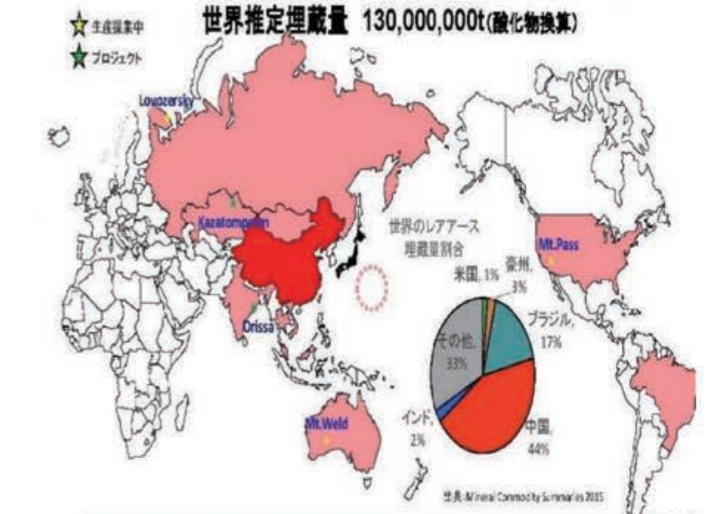 世界推定埋蔵量 130,000,000t(酸化物換算)
生産操業中
プロジェクト
Lovozersky
Kazatomprom
世界のレアアース
埋蔵量割合
Mt.Pass
米国, 1%
豪州,
3%
ブラジル,
17%
その他,
33%
Orissa
Mt.Weld
インド,
2%
中国,
44%
出典:Mineral Commodity Summaries 2015